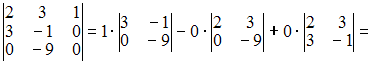 |2 3 1|
|3 −1 0| = 1·|3 −1| − 0·|2 3| + 0·|2 3| =
|0 −9 0| |0 −9| |0 −9| |3 −1|